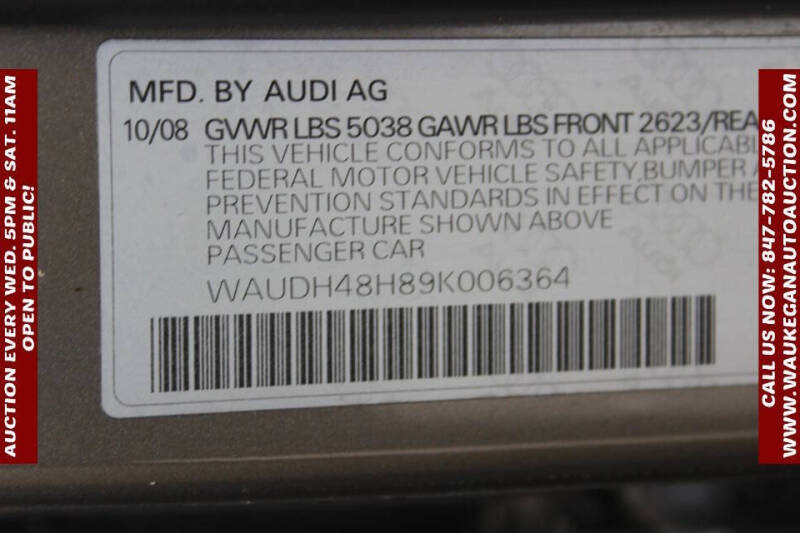 MFD. BY AUDI AG
10/08 GVWR LBS 5038 GAWR LBS FRONT 2623/REA
THIS VEHICLE CONFORMS TO ALL APPLICABL
FEDERAL MOTOR VEHICLE SAFETY,BUMPER A
PREVENTION STANDARDS IN EFFECT ON THE
MANUFACTURE SHOWN ABOVE
PASSENGER CAR
WAUDH48H89K006364
AUCTION EVERY WED. 5PM & SAT. 11AM
OPEN TO PUBLIC!
CALL US NOW: 847-782-5786
WWW.WAUKEGANAUTOAUCTION.COM